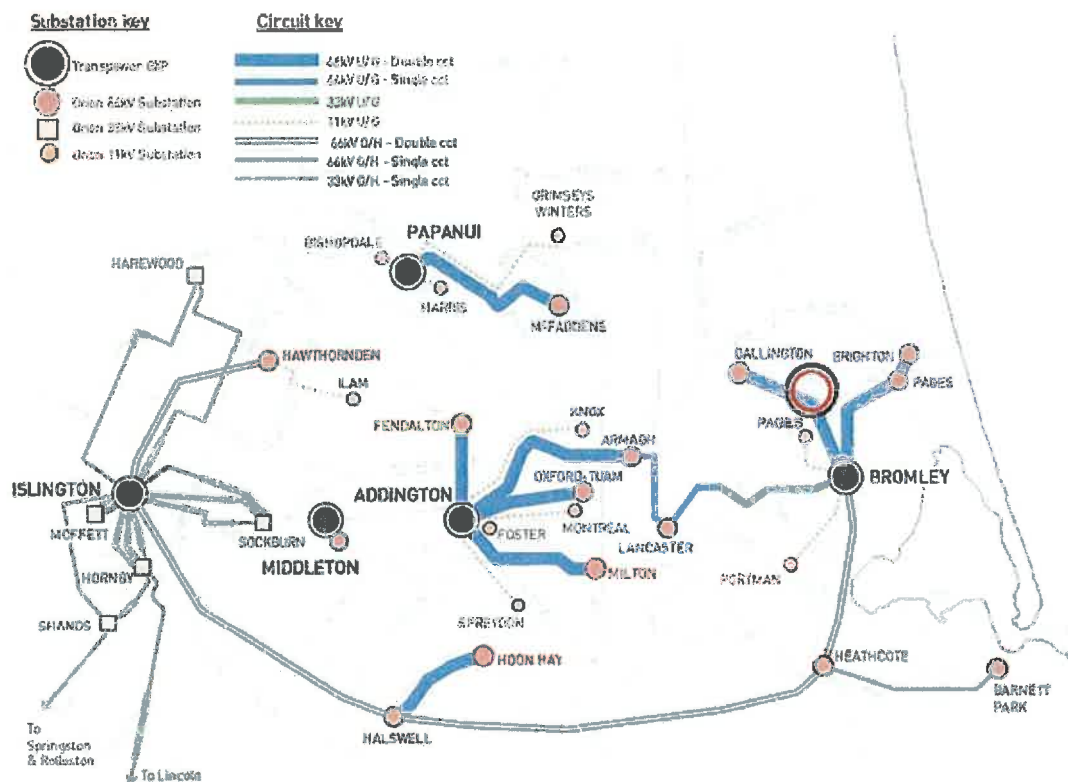 Substation key
Transpower GXP
Orion 66kV Substation
Orion 33kV Substation
Orion 11kV Substation
Circuit key
66kV U/G - Double cct
66kV U/G - Single cct
33kV U/G
11kV U/G
66kV O/H - Double cct
66kV O/H - Single cct
33kV O/H - Single cct
GRIMSEYS
WINTERS
PAPANUI
BISHOPDALE
HAREWOOD
HARRIS
McFADDENS
HAWTHORNDEN
ILAM
DALLINGTON
BRIGHTON
PAGES
FENDALTON
KNOX
ARMAGH
PAGES
ISLINGTON
ADDINGTON
OXFORD-TUAM
BROMLEY
MOFFETT
SOCKBURN
FOSTER
MONTREAL
LANCASTER
MIDDLETON
HORNBY
MILTON
PORTMAN
SHANDS
SPREYDON
HOON HAY
HEATHCOTE
BARNETT
PARK
HALSWELL
To
Springston
& Rolleston
To Lincoln